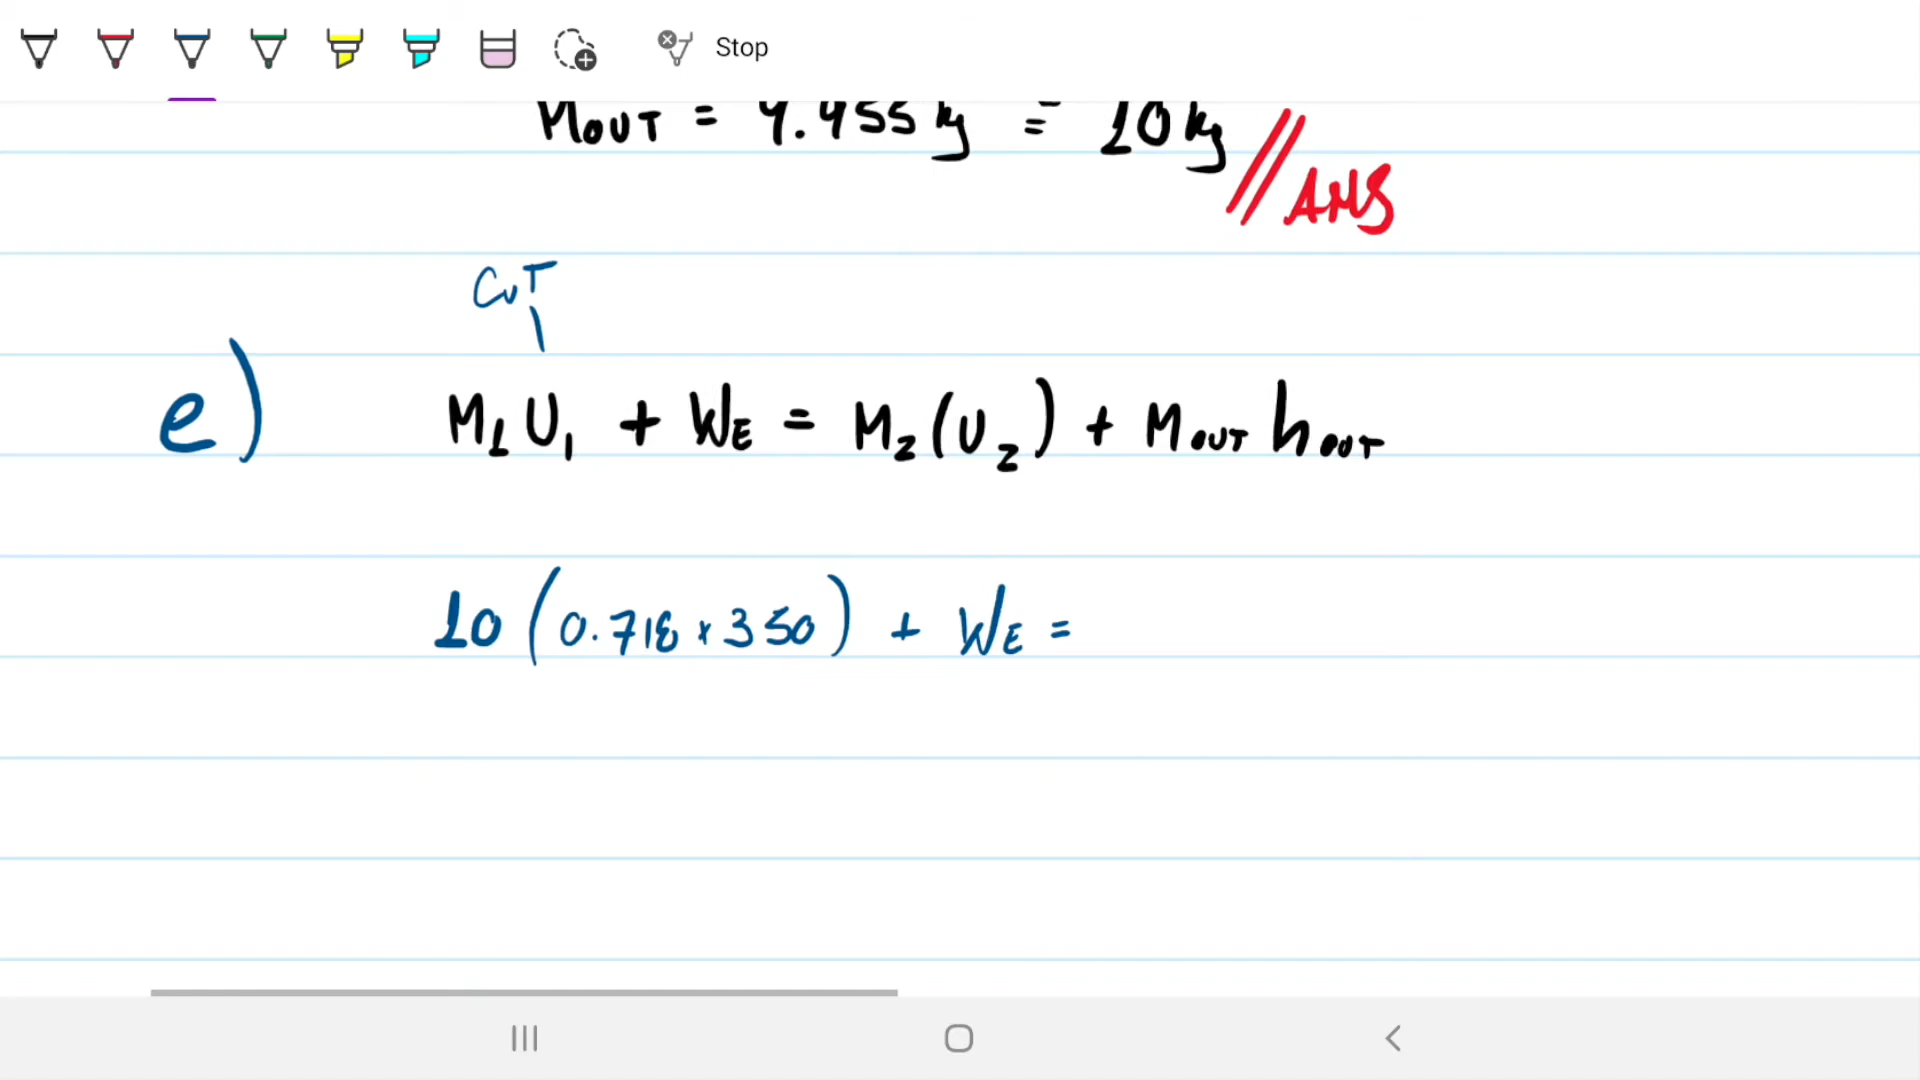 Stop
MOUT = 9.955 kg = 10 kg // ANS
CvT
e) M1 U1 + WE = M2 (U2) + MOUT hOUT
10 (0.718 × 350) + WE =